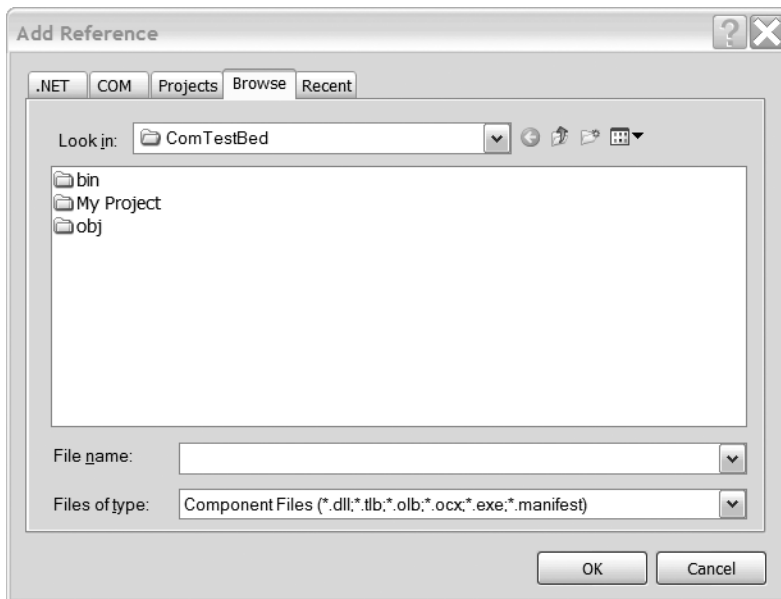 Add Reference
.NET COM Projects Browse Recent
Look in: ComTestBed
bin
My Project
obj
File name:
Files of type: Component Files (*.dll;*.tlb;*.olb;*.ocx;*.exe;*.manifest)
OK Cancel